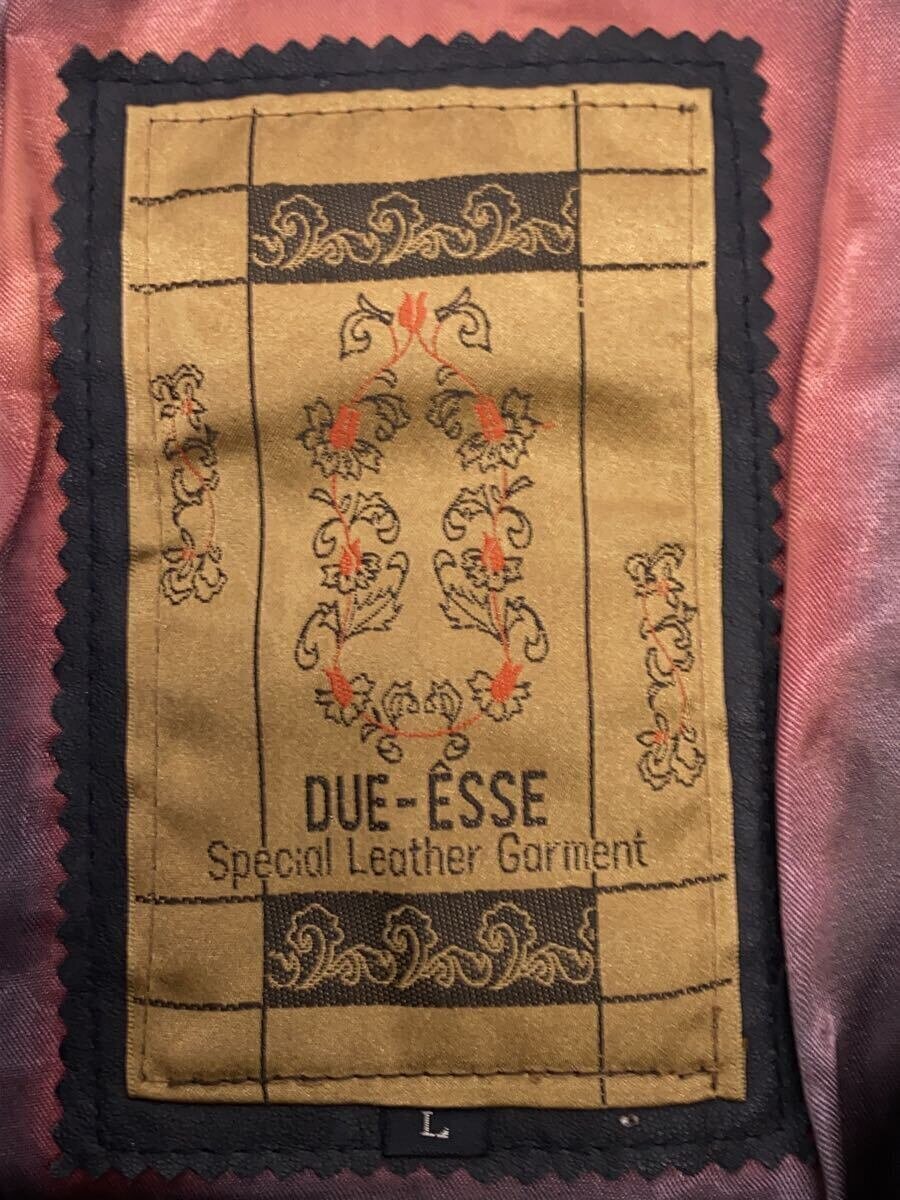 DUE-ESSE
Special Leather Garment
L